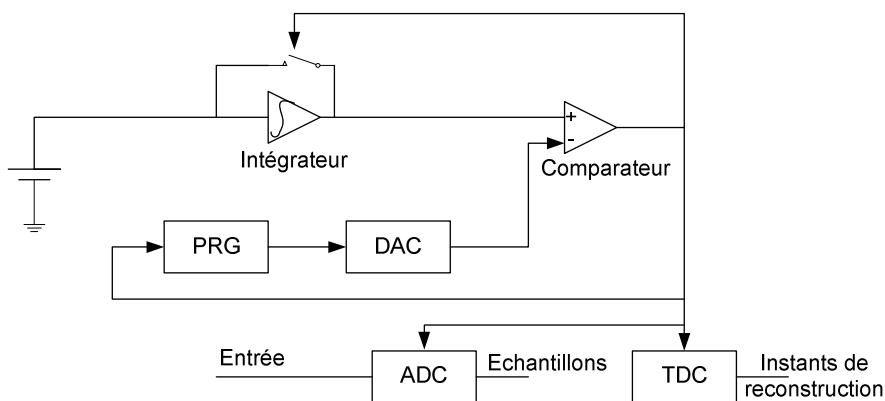 Intégrateur
+
-
Comparateur
PRG
DAC
Entrée
ADC
Echantillons
TDC
Instants de
reconstruction